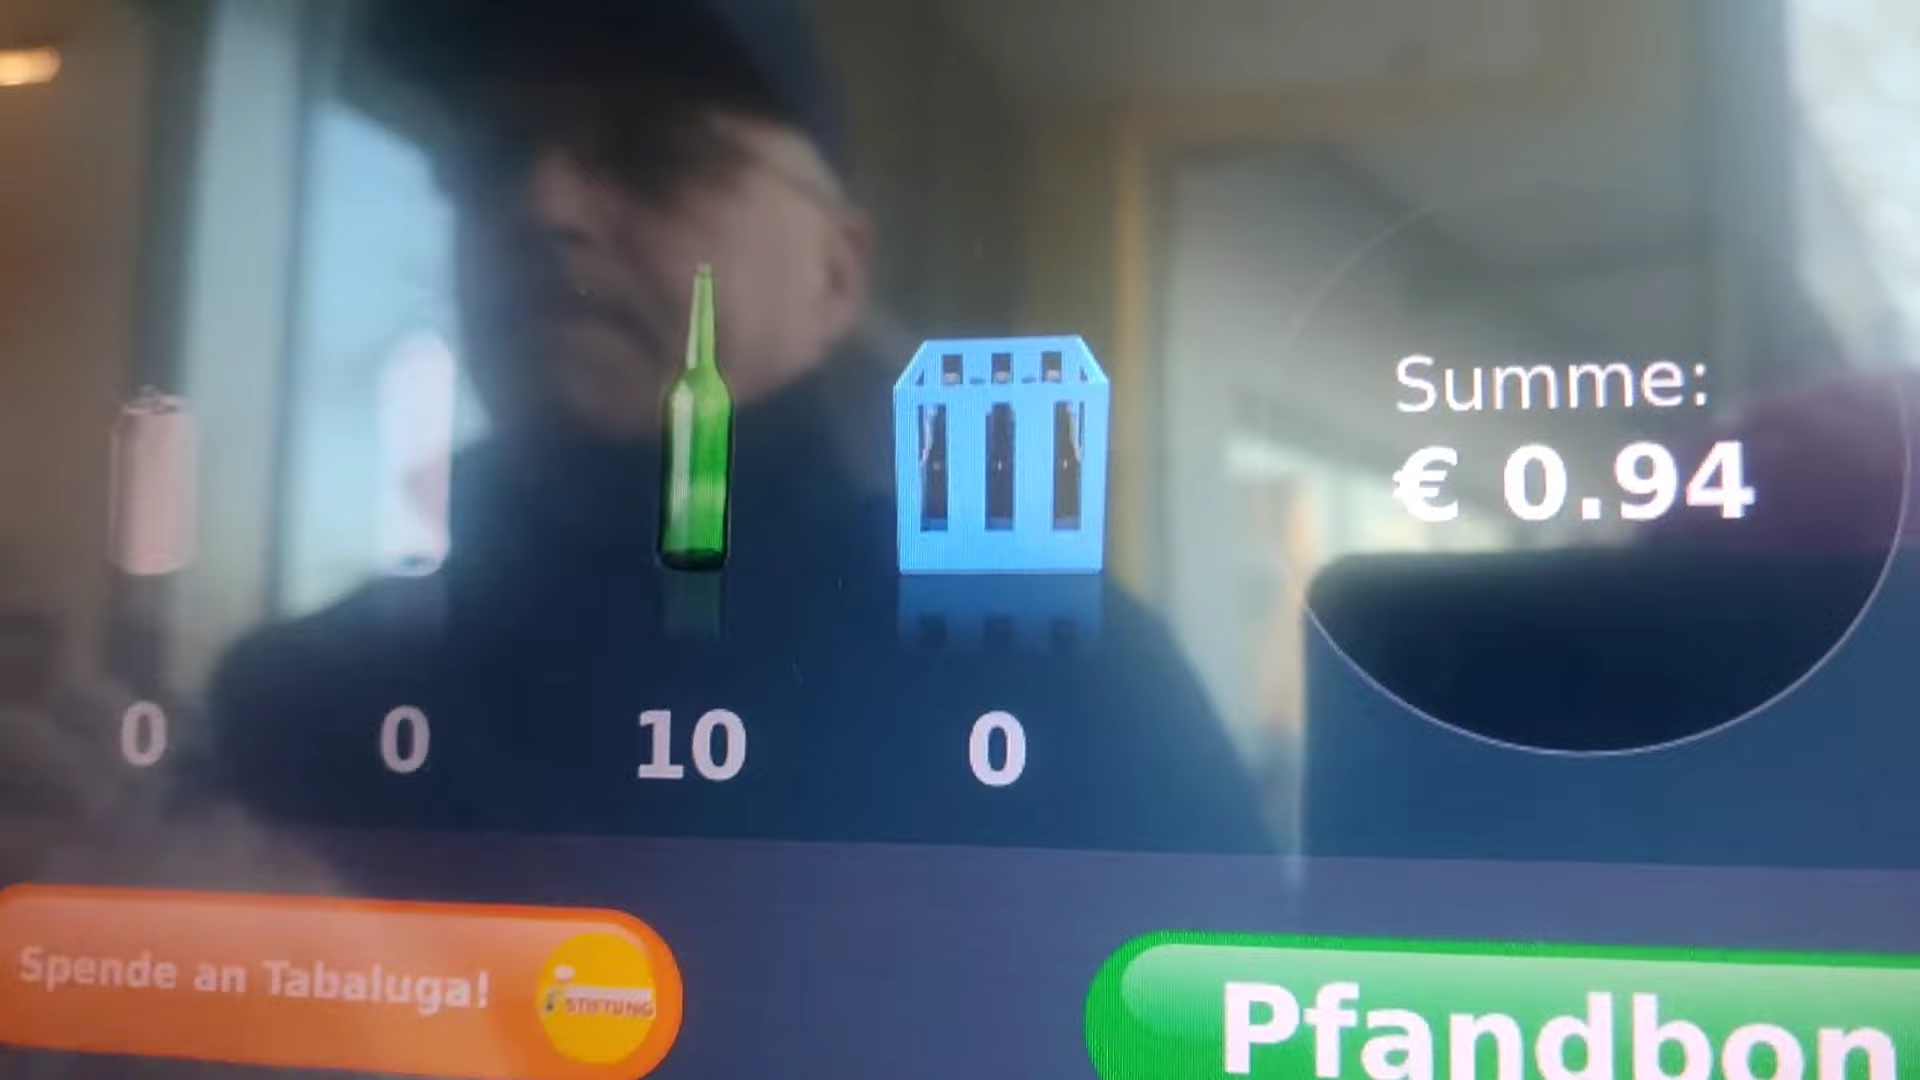 Summe:
€ 0.94
0 0 10 0
Spende an Tabaluga!
STIFTUNG
Pfandbon